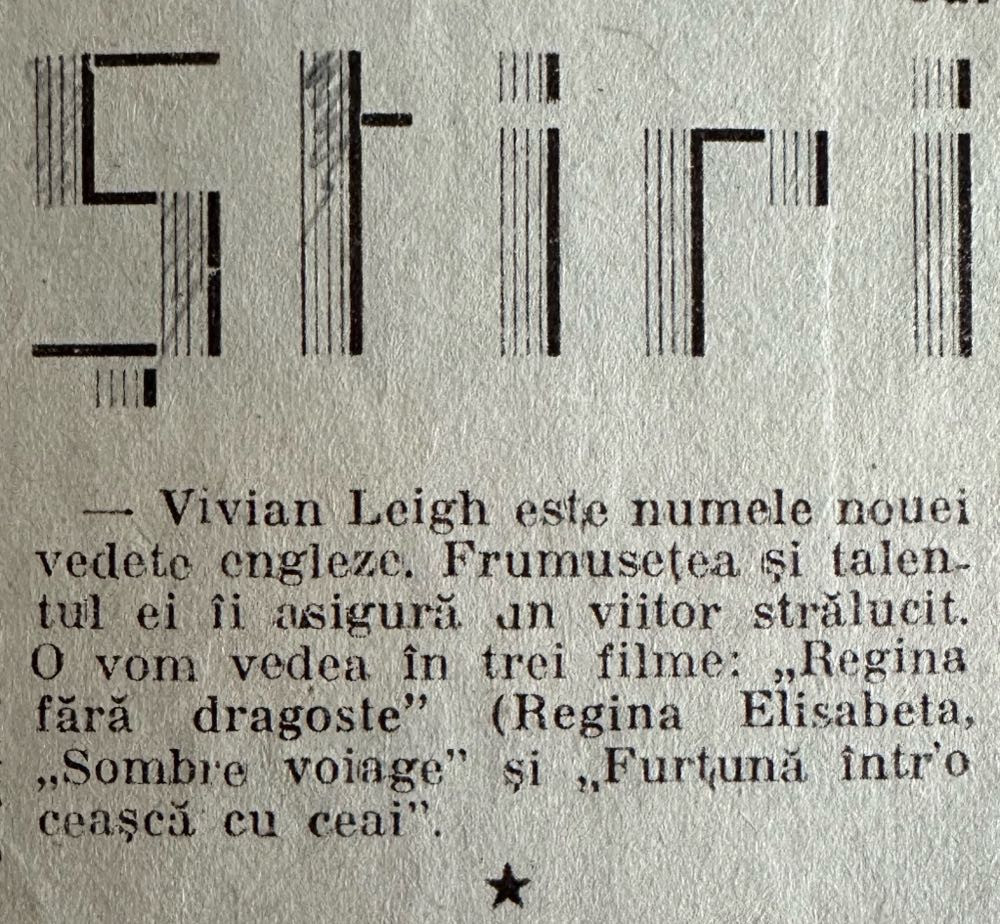 Știri
— Vivian Leigh este numele nouei
vedete engleze. Frumusețea și talen-
tul ei îi asigură un viitor strălucit.
O vom vedea în trei filme: „Regina
fără dragoste” (Regina Elisabeta,
„Sombre voiage” și „Furtună într'o
ceașcă cu ceai”.